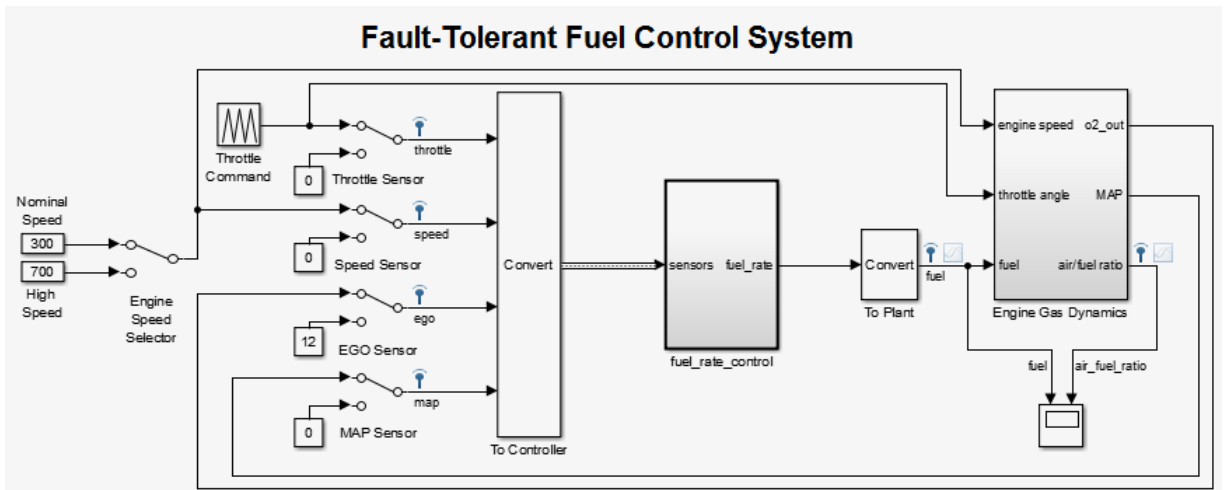 Fault-Tolerant Fuel Control System
Throttle
Command
throttle
0
Throttle Sensor
Nominal
Speed
300
700
High
Speed
Engine
Speed
Selector
speed
0
Speed Sensor
ego
12
EGO Sensor
map
0
MAP Sensor
Convert
To Controller
sensors
fuel_rate
fuel_rate_control
Convert
To Plant
fuel
engine speed
o2_out
throttle angle
MAP
fuel
air/fuel ratio
Engine Gas Dynamics
fuel
air_fuel_ratio